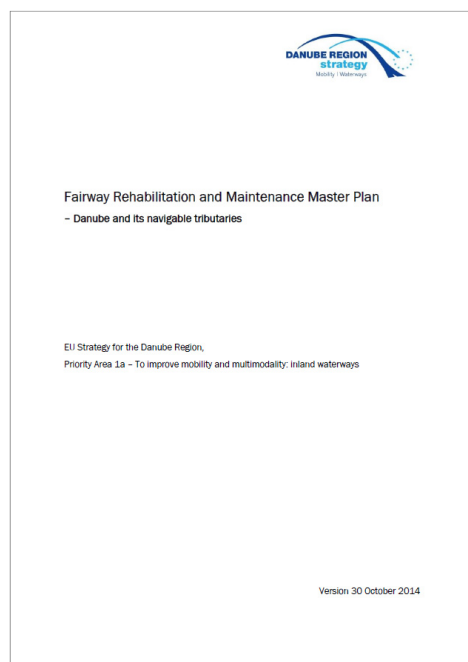 DANUBE REGION
strategy
Mobility | Waterways
Fairway Rehabilitation and Maintenance Master Plan
– Danube and its navigable tributaries
EU Strategy for the Danube Region,
Priority Area 1a – To improve mobility and multimodality: inland waterways
Version 30 October 2014